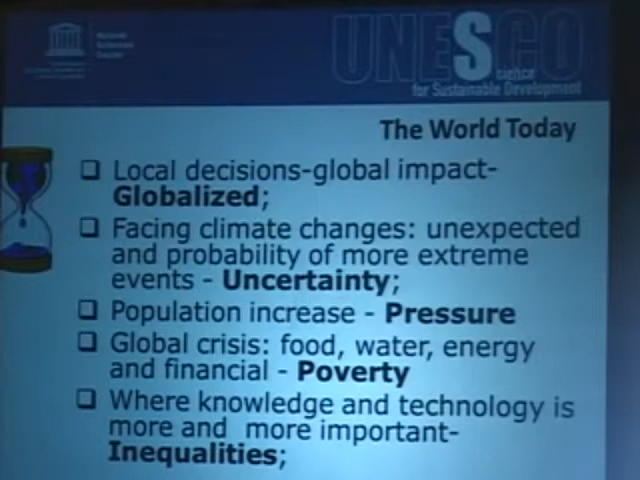 UNESCO
cience
for Sustainable Development
The World Today
❑ Local decisions-global impact-
Globalized;
❑ Facing climate changes: unexpected
and probability of more extreme
events - Uncertainty;
❑ Population increase - Pressure
❑ Global crisis: food, water, energy
and financial - Poverty
❑ Where knowledge and technology is
more and  more important-
Inequalities;